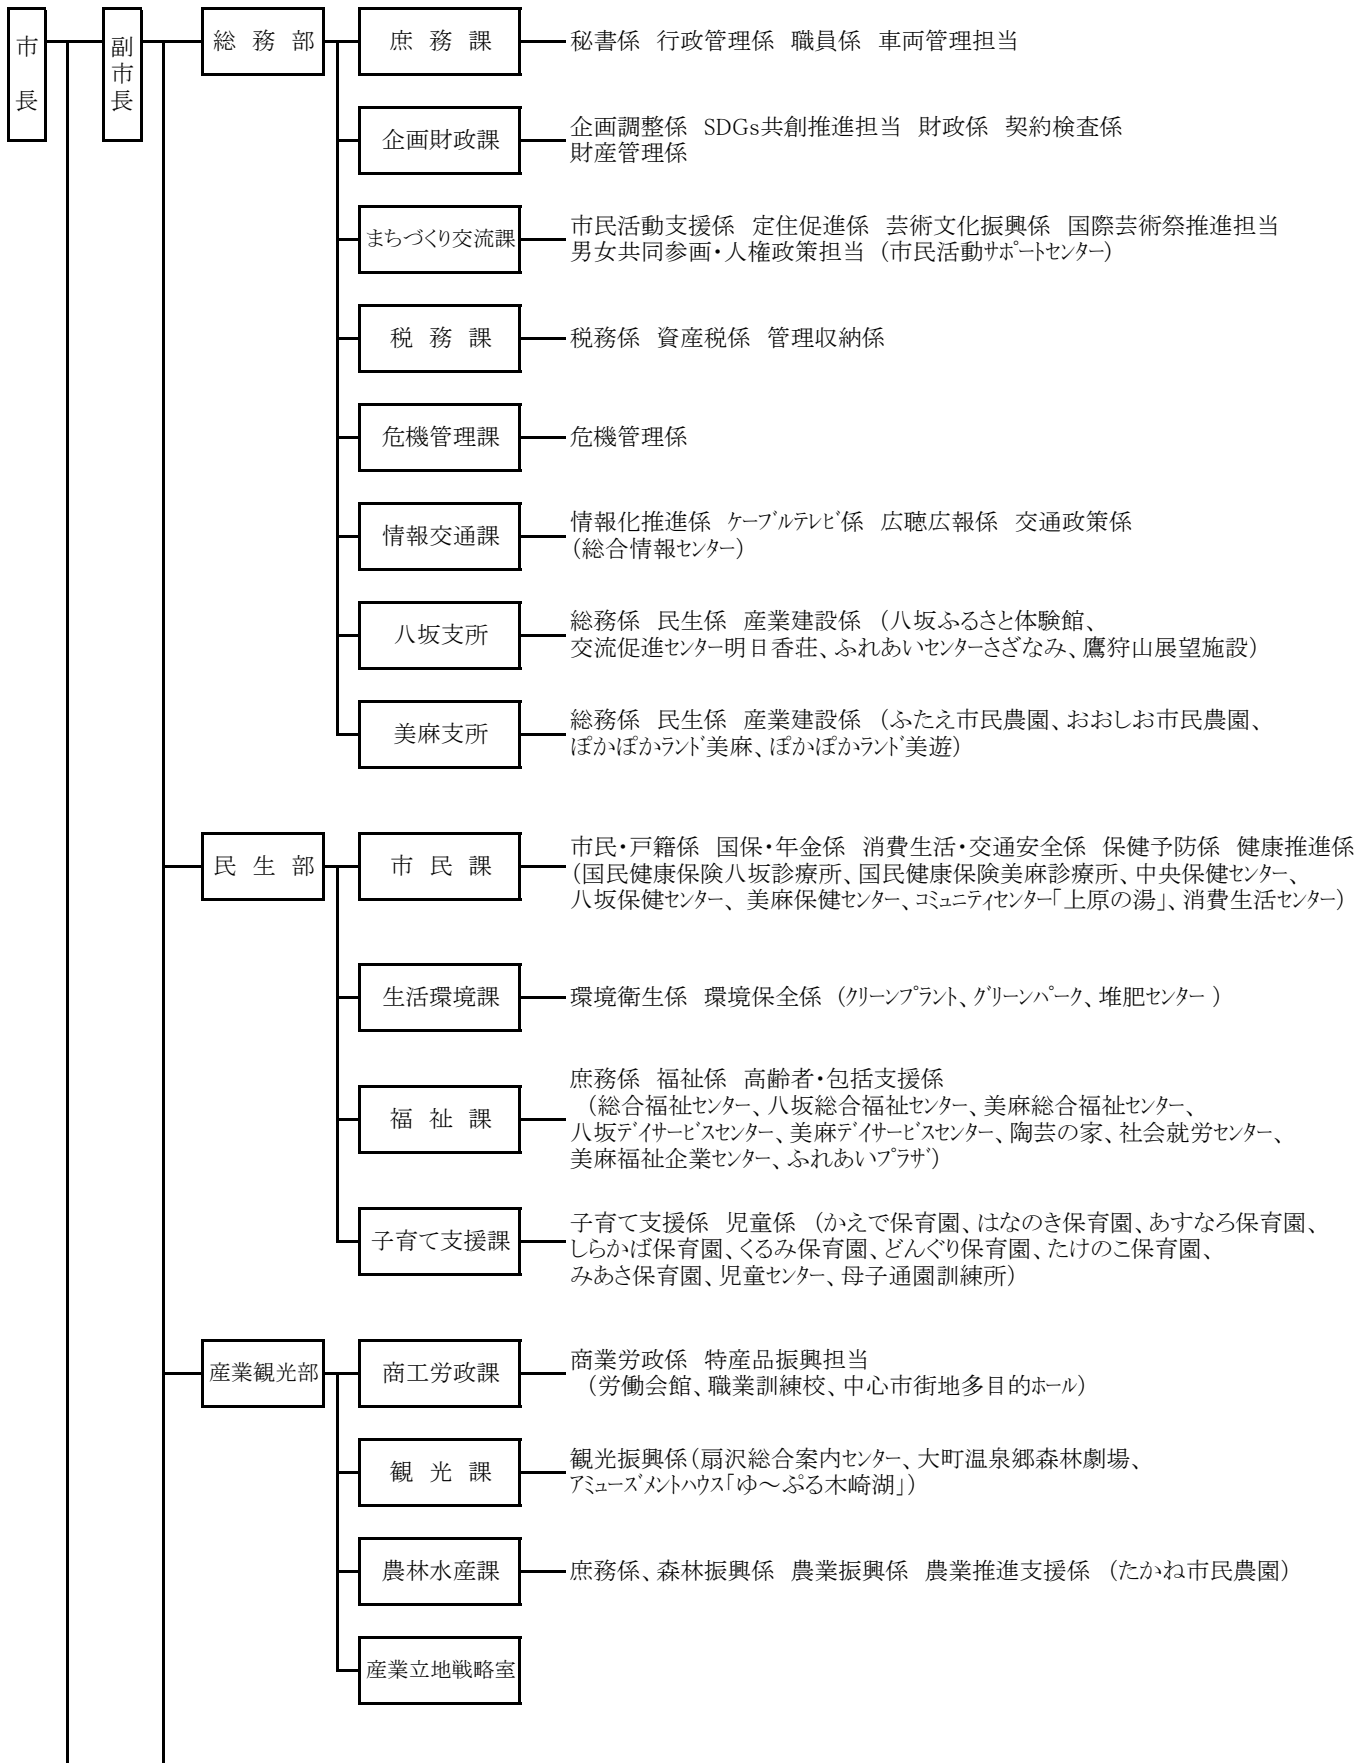 市長
副市長
総務部
庶務課
秘書係 行政管理係 職員係 車両管理担当
企画財政課
企画調整係 SDGs共創推進担当 財政係 契約検査係
財産管理係
まちづくり交流課
市民活動支援係 定住促進係 芸術文化振興係 国際芸術祭推進担当
男女共同参画・人権政策担当 (市民活動ｻﾎﾟｰﾄｾﾝﾀｰ)
税務課
税務係 資産税係 管理収納係
危機管理課
危機管理係
情報交通課
情報化推進係 ｹｰﾌﾞﾙﾃﾚﾋﾞ係 広聴広報係 交通政策係
(総合情報ｾﾝﾀｰ)
八坂支所
総務係 民生係 産業建設係 (八坂ふるさと体験館、
交流促進ｾﾝﾀｰ明日香荘、ふれあいｾﾝﾀｰさざなみ、鷹狩山展望施設)
美麻支所
総務係 民生係 産業建設係 (ふたえ市民農園、おおしお市民農園、
ぽかぽかﾗﾝﾄﾞ美麻、ぽかぽかﾗﾝﾄﾞ美遊)
民生部
市民課
市民・戸籍係 国保・年金係 消費生活・交通安全係 保健予防係 健康推進係
(国民健康保険八坂診療所、国民健康保険美麻診療所、中央保健ｾﾝﾀｰ、
八坂保健ｾﾝﾀｰ、美麻保健ｾﾝﾀｰ、ｺﾐｭﾆﾃｨｾﾝﾀｰ「上原の湯」、消費生活ｾﾝﾀｰ)
生活環境課
環境衛生係 環境保全係 (ｸﾘｰﾝﾌﾟﾗﾝﾄ、ｸﾞﾘｰﾝﾊﾟｰｸ、堆肥ｾﾝﾀｰ )
福祉課
庶務係 福祉係 高齢者・包括支援係
(総合福祉ｾﾝﾀｰ、八坂総合福祉ｾﾝﾀｰ、美麻総合福祉ｾﾝﾀｰ、
八坂ﾃﾞｲｻｰﾋﾞｽｾﾝﾀｰ、美麻ﾃﾞｲｻｰﾋﾞｽｾﾝﾀｰ、陶芸の家、社会就労ｾﾝﾀｰ、
美麻福祉企業ｾﾝﾀｰ、ふれあいﾌﾟﾗｻﾞ)
子育て支援課
子育て支援係 児童係 (かえで保育園、はなのき保育園、あすなろ保育園、
しらかば保育園、くるみ保育園、どんぐり保育園、たけのこ保育園、
みあさ保育園、児童ｾﾝﾀｰ、母子通園訓練所)
産業観光部
商工労政課
商業労政係 特産品振興担当
(労働会館、職業訓練校、中心市街地多目的ﾎｰﾙ)
観光課
観光振興係(扇沢総合案内ｾﾝﾀｰ、大町温泉郷森林劇場、
ｱﾐｭｰｽﾞﾒﾝﾄﾊｳｽ「ゆ～ぷる木崎湖」)
農林水産課
庶務係、森林振興係 農業振興係 農業推進支援係 (たかね市民農園)
産業立地戦略室